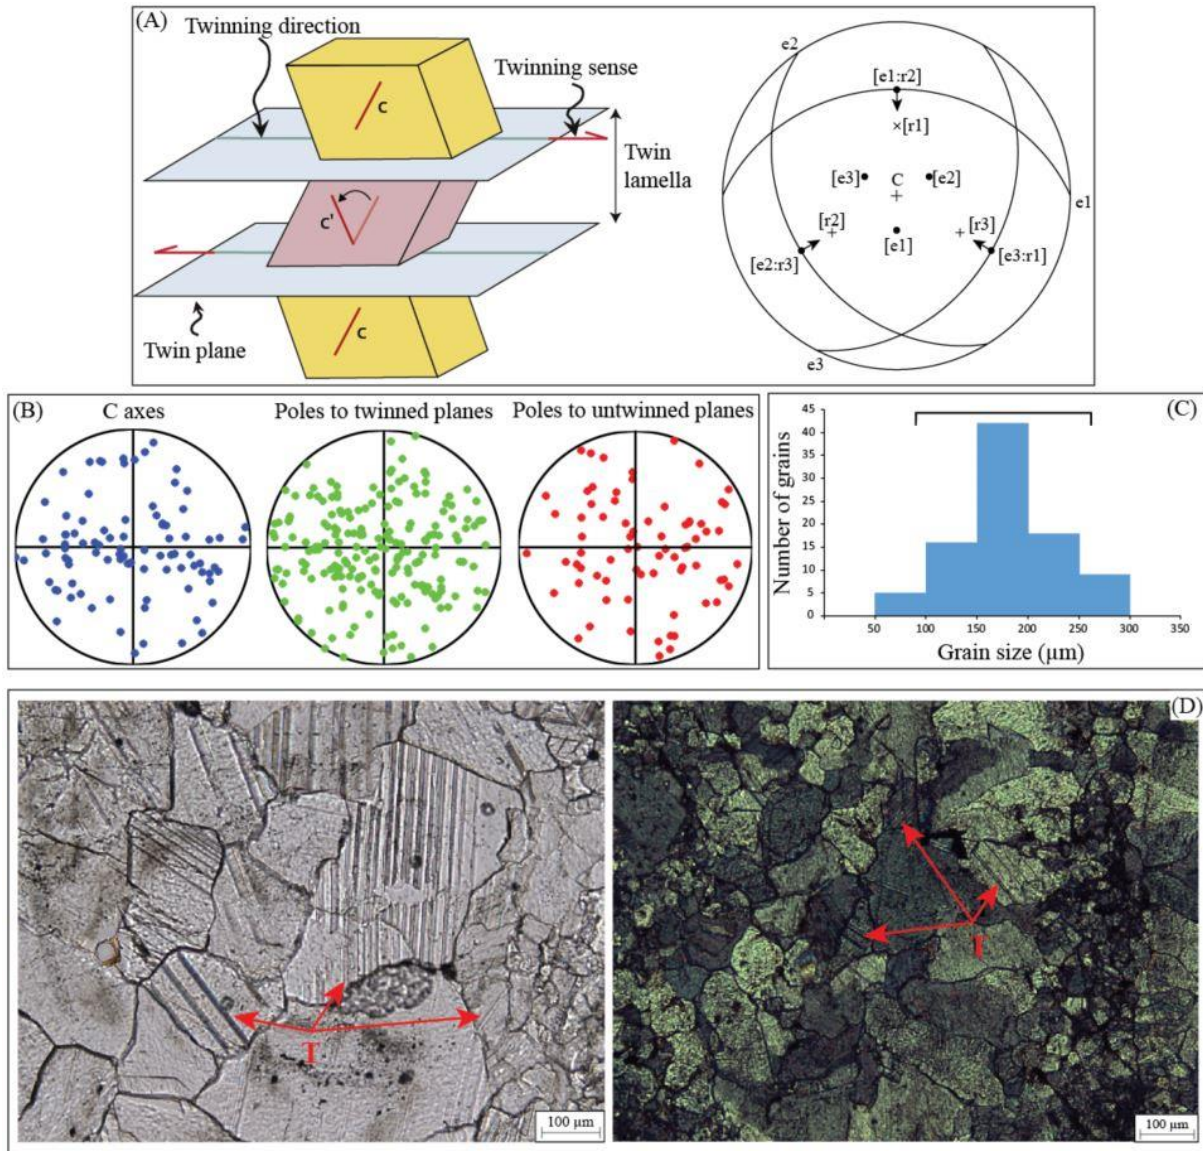 (A)
Twinning direction
Twinning sense
c
Twin
lamella
c'
c
Twin plane
e2
[e1:r2]
×[r1]
[e3]
C
+
[e2]
e1
[r2]
+
[r3]
+
[e1]
[e2:r3]
[e3:r1]
e3
(B)
C axes
Poles to twinned planes
Poles to untwinned planes
(C)
45
40
35
30
25
20
15
10
5
0
Number of grains
50
100
150
200
250
300
350
Grain size (µm)
(D)
T
100 µm
T
100 µm